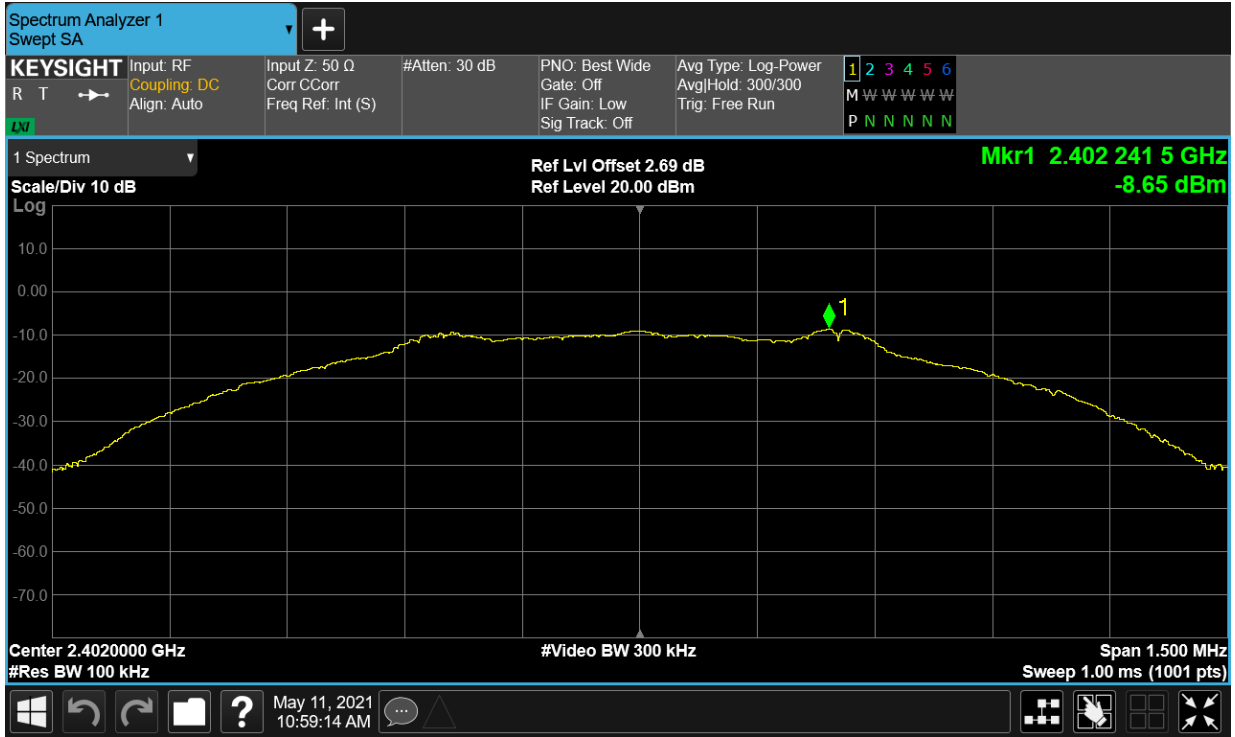 Spectrum Analyzer 1
Swept SA
KEYSIGHT
R T
LXI
Input: RF
Coupling: DC
Align: Auto
Input Z: 50 Ω
Corr CCorr
Freq Ref: Int (S)
#Atten: 30 dB
PNO: Best Wide
Gate: Off
IF Gain: Low
Sig Track: Off
Avg Type: Log-Power
Avg|Hold: 300/300
Trig: Free Run
1 2 3 4 5 6
M W W W W W
P N N N N N
1 Spectrum
Scale/Div 10 dB
Log
Ref Lvl Offset 2.69 dB
Ref Level 20.00 dBm
Mkr1 2.402 241 5 GHz
-8.65 dBm
10.0
0.00
1
-10.0
-20.0
-30.0
-40.0
-50.0
-60.0
-70.0
Center 2.4020000 GHz
#Res BW 100 kHz
#Video BW 300 kHz
Span 1.500 MHz
Sweep 1.00 ms (1001 pts)
?
May 11, 2021
10:59:14 AM